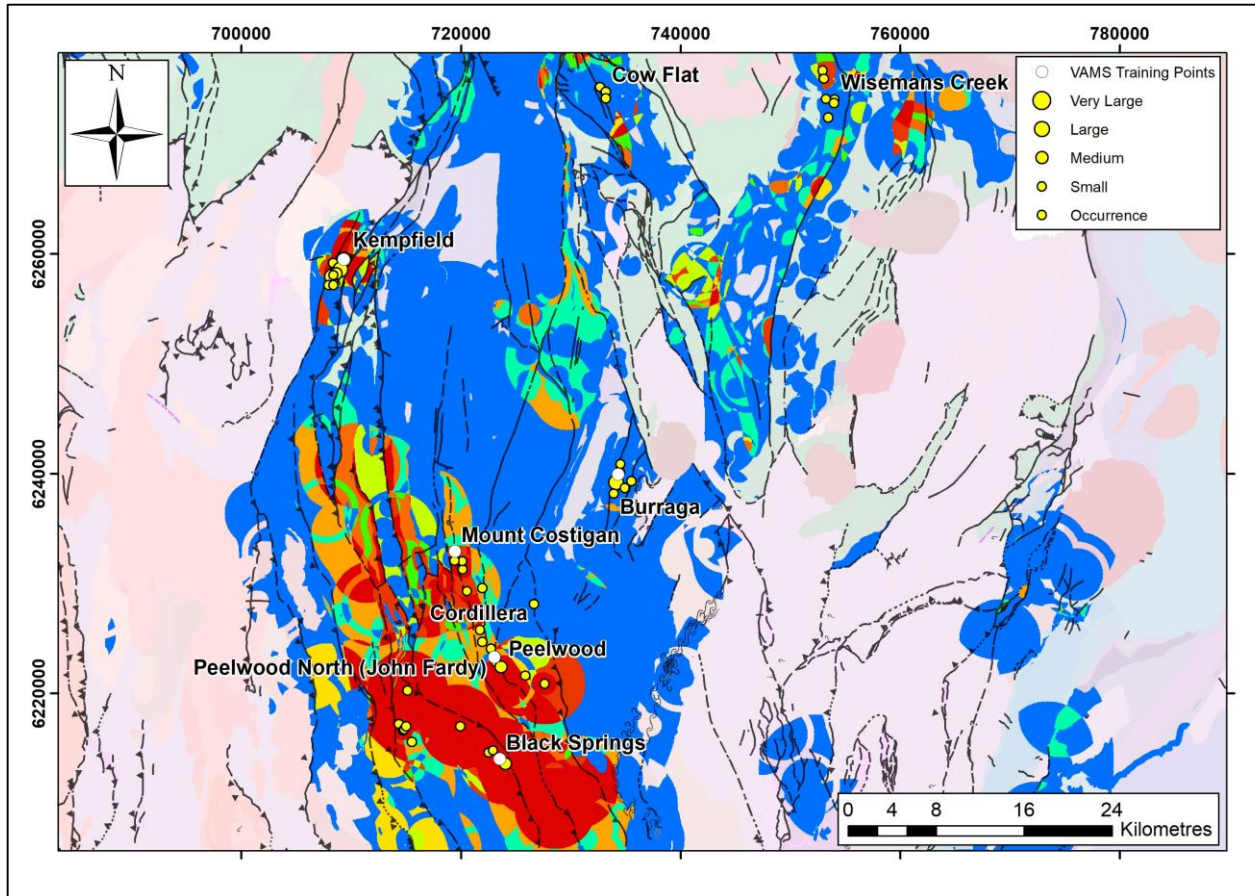 700000
720000
740000
760000
780000
N
Cow Flat
Wisemans Creek
VAMS Training Points
Very Large
Large
Medium
Small
Occurrence
6260000
Kempfield
6240000
Burraga
Mount Costigan
Cordillera
Peelwood
Peelwood North (John Fardy)
6220000
Black Springs
0 4 8 16 24
Kilometres